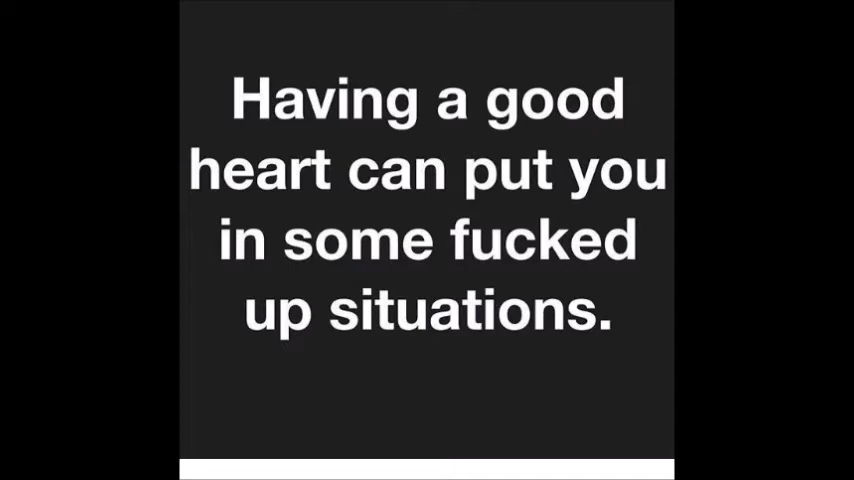 Having a good
heart can put you
in some fucked
up situations.